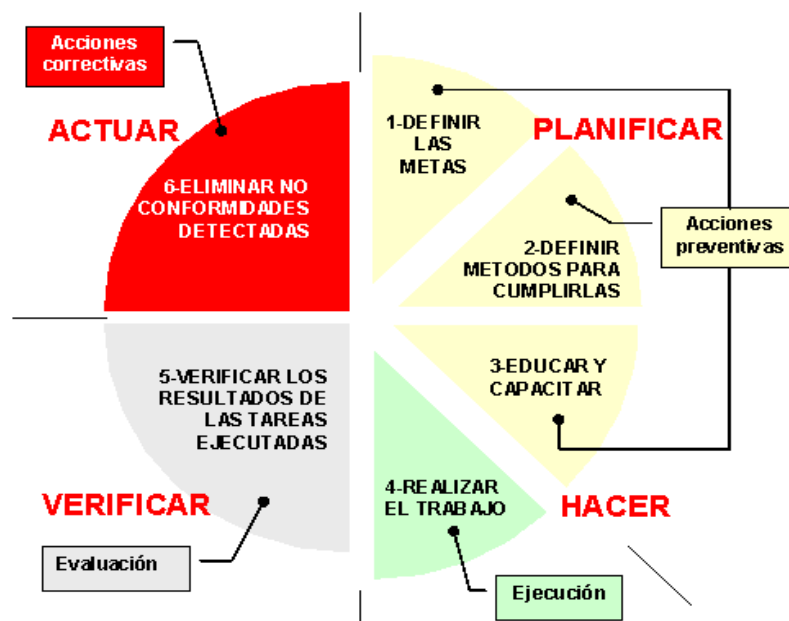 Acciones
correctivas
ACTUAR
6-ELIMINAR NO
CONFORMIDADES
DETECTADAS
1-DEFINIR
LAS
METAS
PLANIFICAR
2-DEFINIR
METODOS PARA
CUMPLIRLAS
Acciones
preventivas
3-EDUCAR Y
CAPACITAR
4-REALIZAR
EL TRABAJO
HACER
Ejecución
5-VERIFICAR LOS
RESULTADOS DE
LAS TAREAS
EJECUTADAS
VERIFICAR
Evaluación